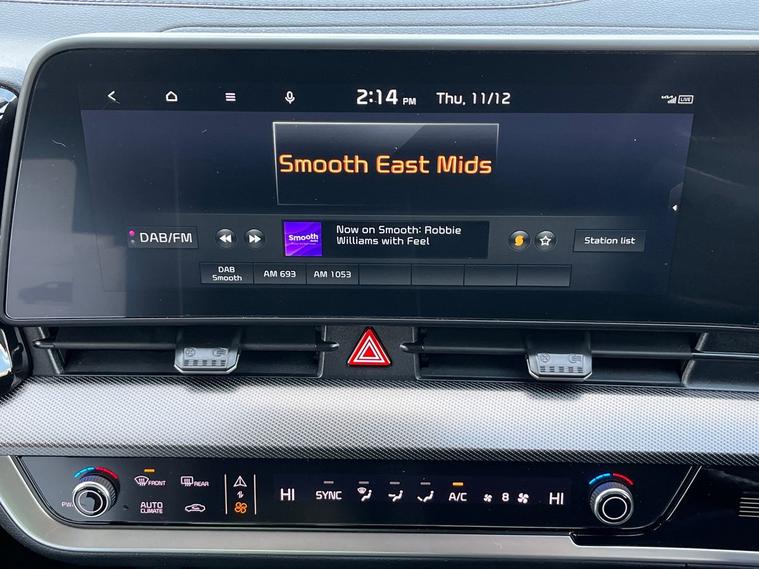 2:14 PM Thu, 11/12 LIVE
Smooth East Mids
DAB/FM
Smooth
Now on Smooth: Robbie
Williams with Feel
Station list
DAB
Smooth
AM 693
AM 1053
FRONT
REAR
AUTO
CLIMATE
HI
SYNC
A/C
8
HI